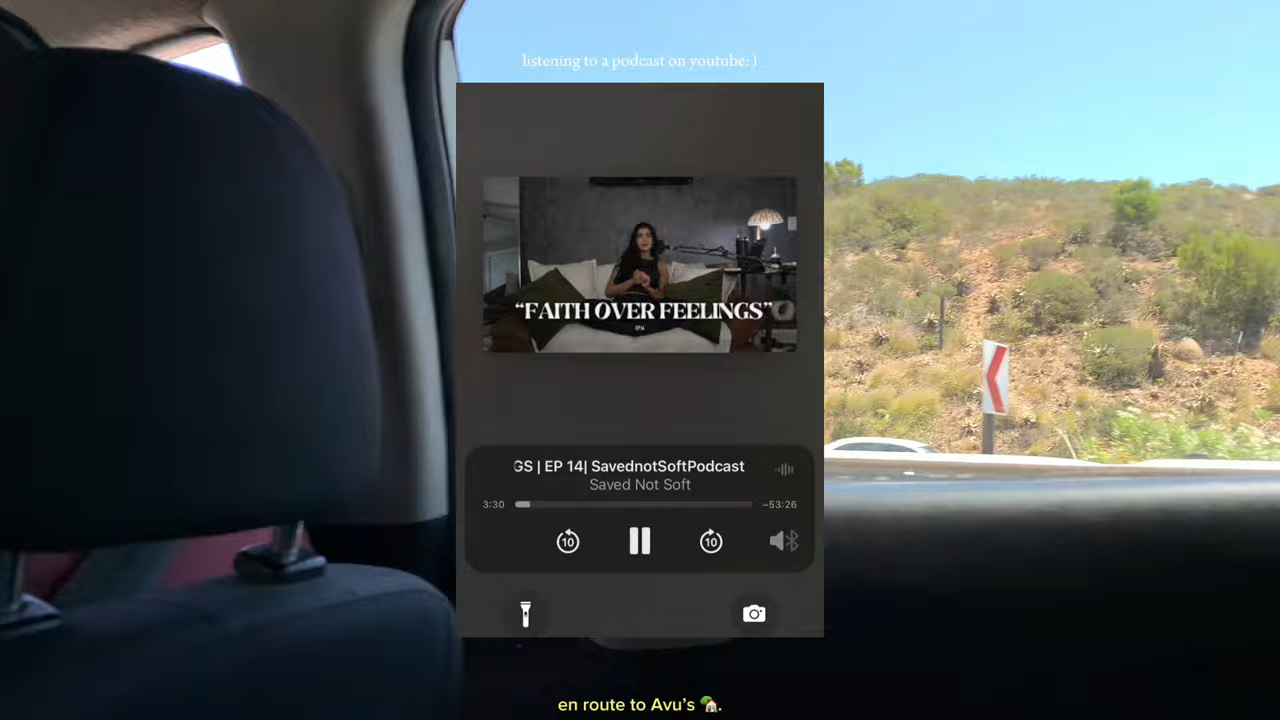 listening to a podcast on youtube:)
“FAITH OVER FEELINGS”
GS | EP 14| SavednotSoftPodcast
Saved Not Soft
3:30
–53:26
10
10
en route to Avu’s 🏡.